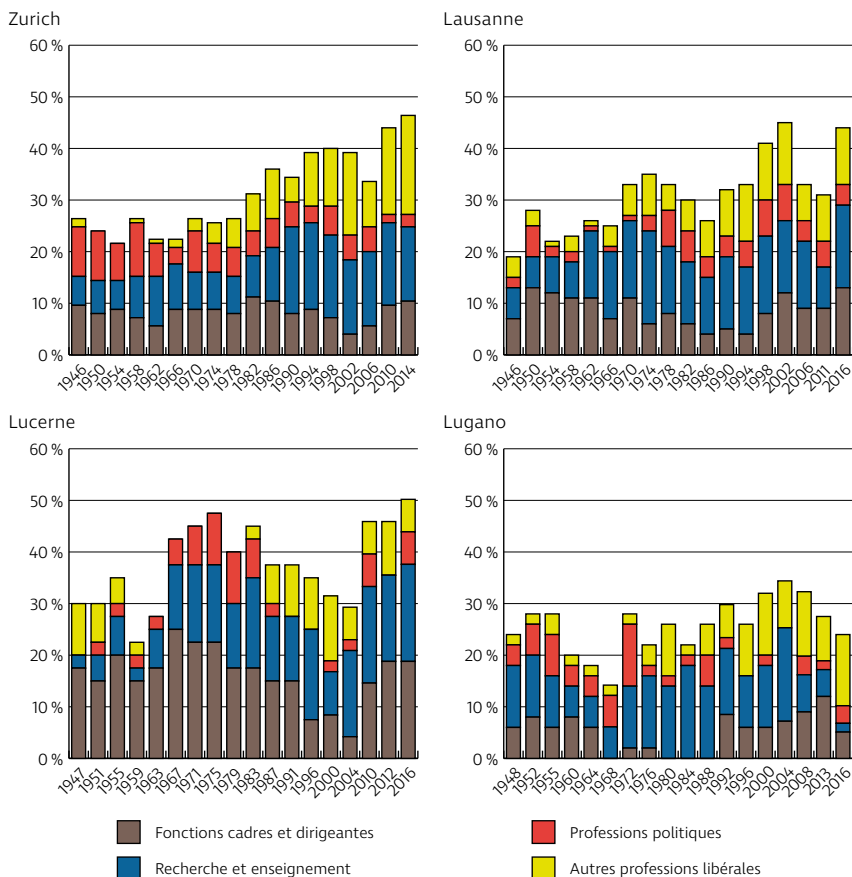 Zurich
60 %
50 %
40 %
30 %
20 %
10 %
0 %
1946 1950 1954 1958 1962 1966 1970 1974 1978 1982 1986 1990 1994 1998 2002 2006 2010 2014
Lausanne
60 %
50 %
40 %
30 %
20 %
10 %
0 %
1946 1950 1954 1958 1962 1966 1970 1974 1978 1982 1986 1990 1994 1998 2002 2006 2011 2016
Lucerne
60 %
50 %
40 %
30 %
20 %
10 %
0 %
1947 1951 1955 1959 1963 1967 1971 1975 1979 1983 1987 1991 1996 2000 2004 2010 2012 2016
Lugano
60 %
50 %
40 %
30 %
20 %
10 %
0 %
1948 1952 1955 1960 1964 1968 1972 1976 1980 1984 1988 1992 1996 2000 2004 2008 2013 2016
Fonctions cadres et dirigeantes
Recherche et enseignement
Professions politiques
Autres professions libérales